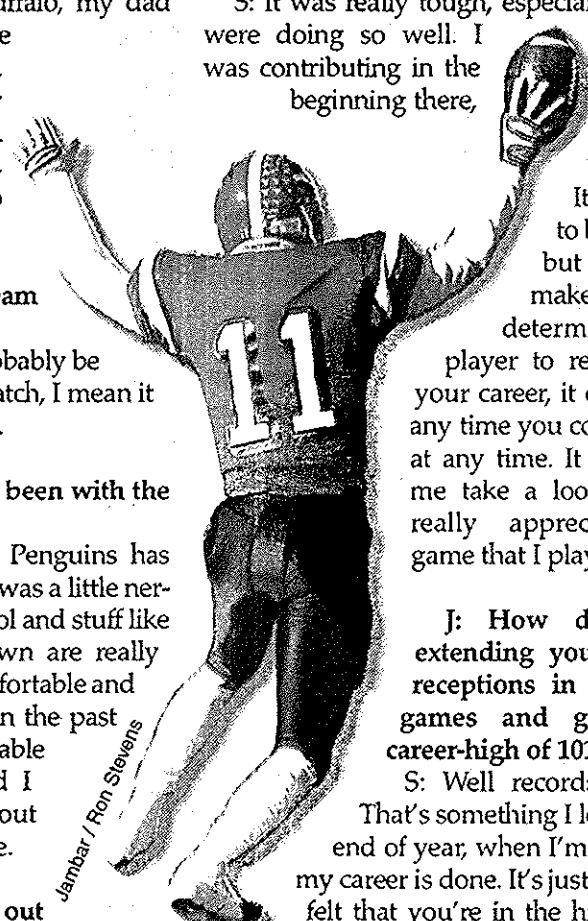 uffalo, my dad
e
eam
obably be
atch, I mean it
been with the
Penguins has
was a little ner-
ol and stuff like
wn are really
fortable and
n the past
able
d I
out
e.
out
11
Jambar / Ron Stevens
S: It was really tough, especial
were doing so well. I
was contributing in the
beginning there,
It
to b
but
make
determ
player to re
your career, it
any time you co
at any time. It
me take a loo
really apprec
game that I play
J: How d
extending you
receptions in
games and g
career-high of 101
S: Well record
That's something I l
end of year, when I'm
my career is done. It's just
felt that you're in the h